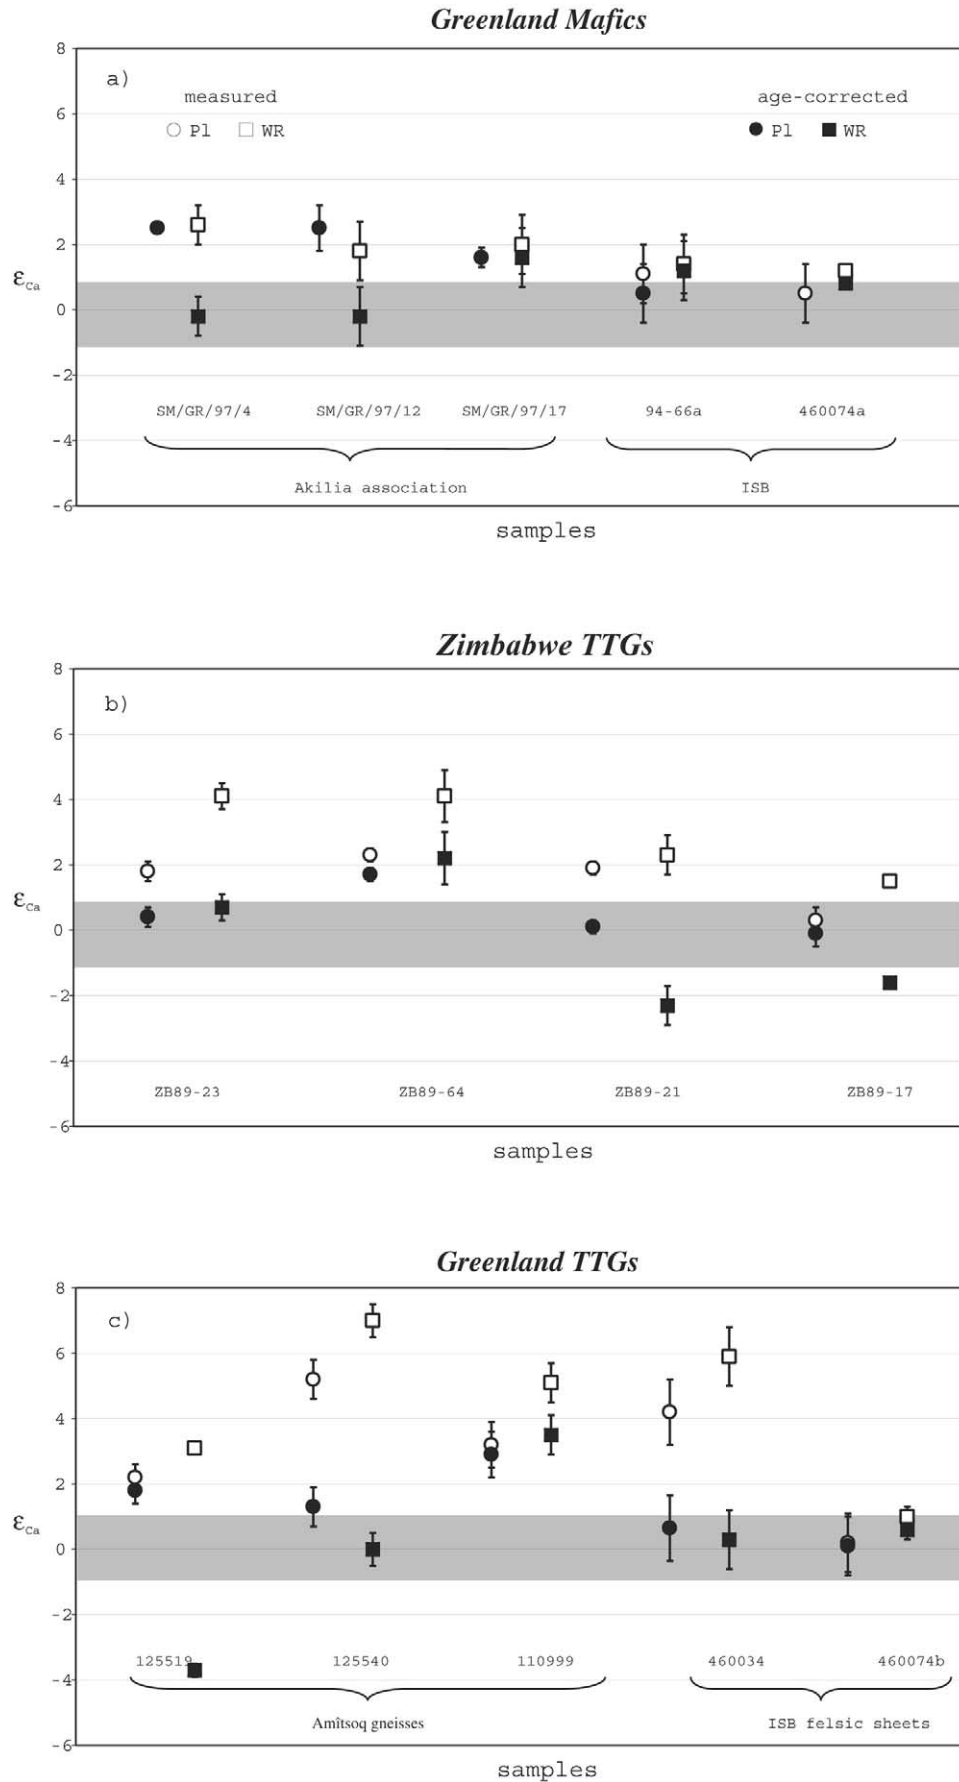 Greenland Mafics
8
a)
measured
age-corrected
6
Pl WR
Pl WR
4
2
εCa
0
-2
SM/GR/97/4 SM/GR/97/12 SM/GR/97/17 94-66a 460074a
-4
Akilia association ISB
-6
samples
Zimbabwe TTGs
8
b)
6
4
2
εCa
0
-2
-4
ZB89-23 ZB89-64 ZB89-21 ZB89-17
-6
samples
Greenland TTGs
8
c)
6
4
2
εCa
0
-2
125519 125540 110999 460034 460074b
-4
Amîtsoq gneisses ISB felsic sheets
-6
samples